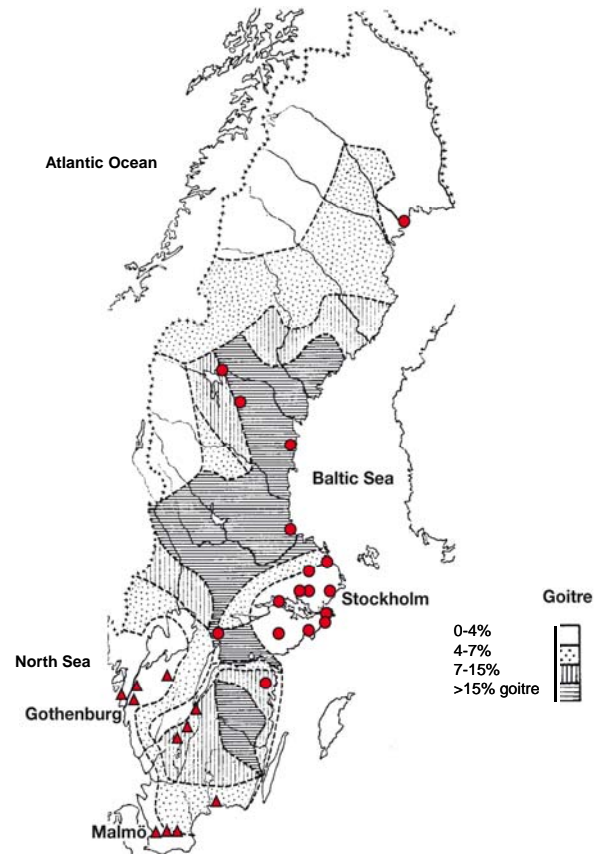 Atlantic Ocean
Baltic Sea
Stockholm
Goitre
0-4%
4-7%
7-15%
>15% goitre
North Sea
Gothenburg
Malmö